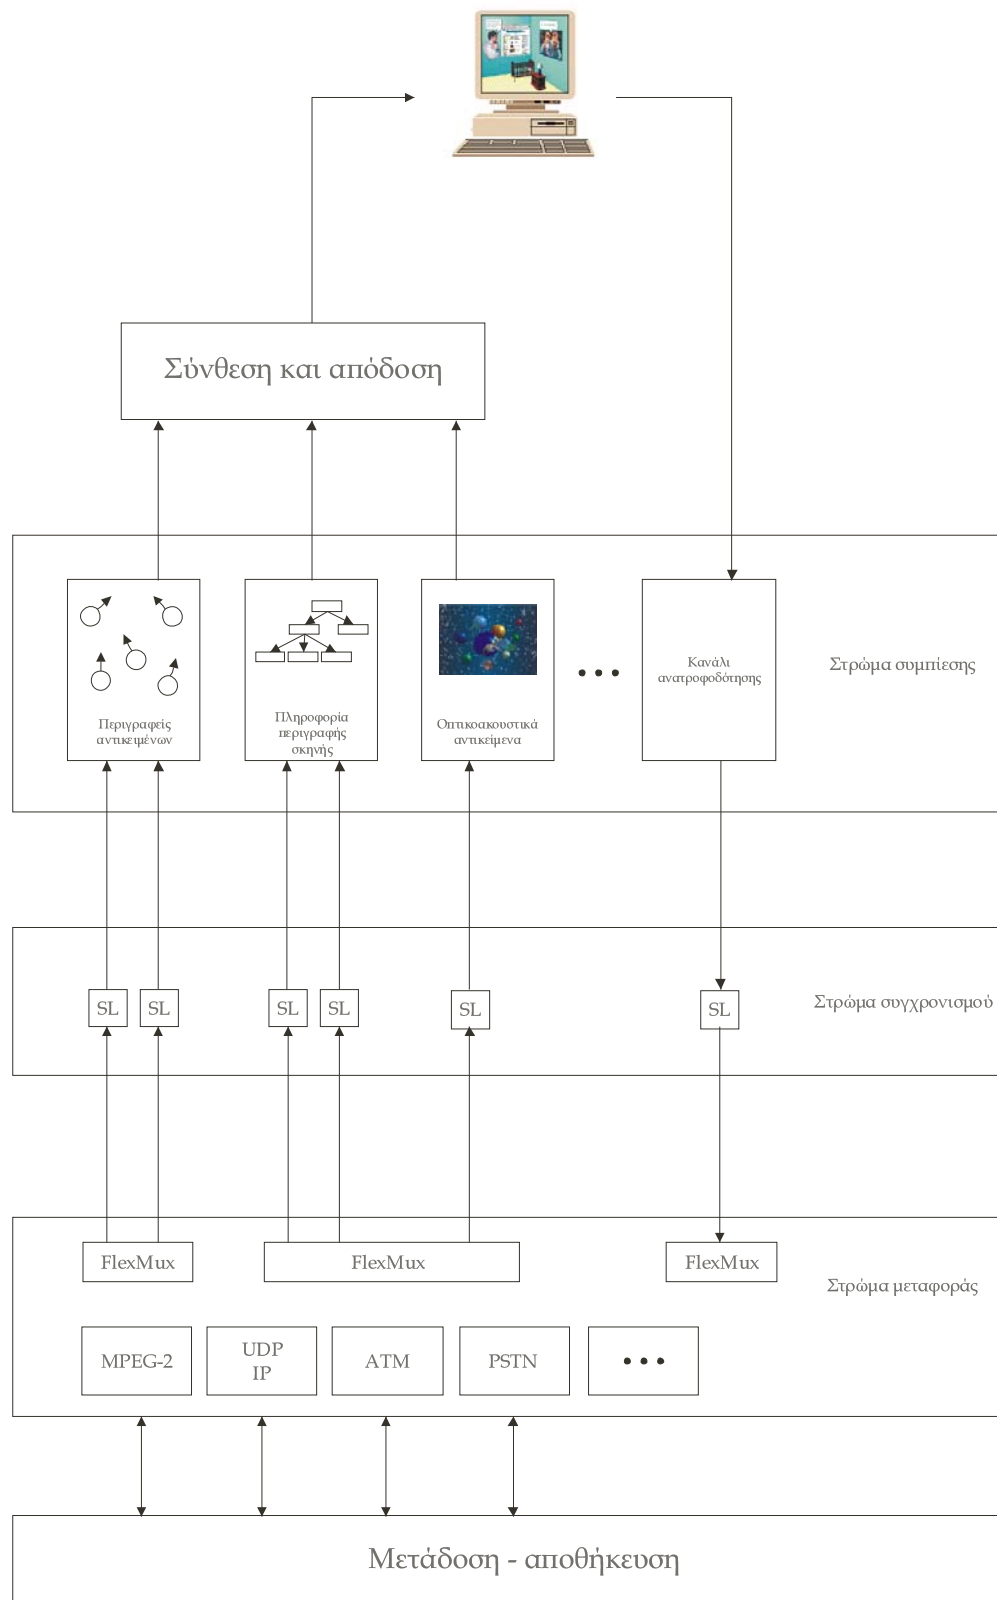 Σύνθεση και απόδοση
Περιγραφείς
αντικειμένων
Πληροφορία
περιγραφής
σκηνής
Οπτικοακουστικά
αντικείμενα
• • •
Κανάλι
ανατροφοδότησης
Στρώμα συμπίεσης
SL
SL
SL
SL
SL
SL
Στρώμα συγχρονισμού
FlexMux
FlexMux
FlexMux
Στρώμα μεταφοράς
MPEG-2
UDP
IP
ATM
PSTN
• • •
Μετάδοση - αποθήκευση